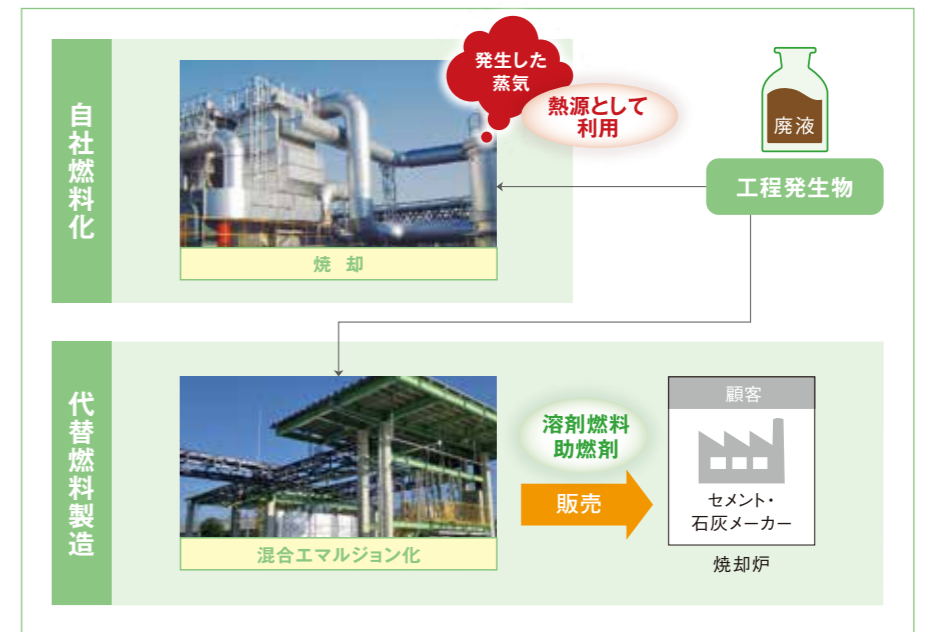 自社燃料化
発生した
蒸気
熱源として
利用
焼却
廃液
工程発生物
代替燃料製造
混合エマルジョン化
溶剤燃料
助燃剤
販売
顧客
セメント・
石灰メーカー
焼却炉